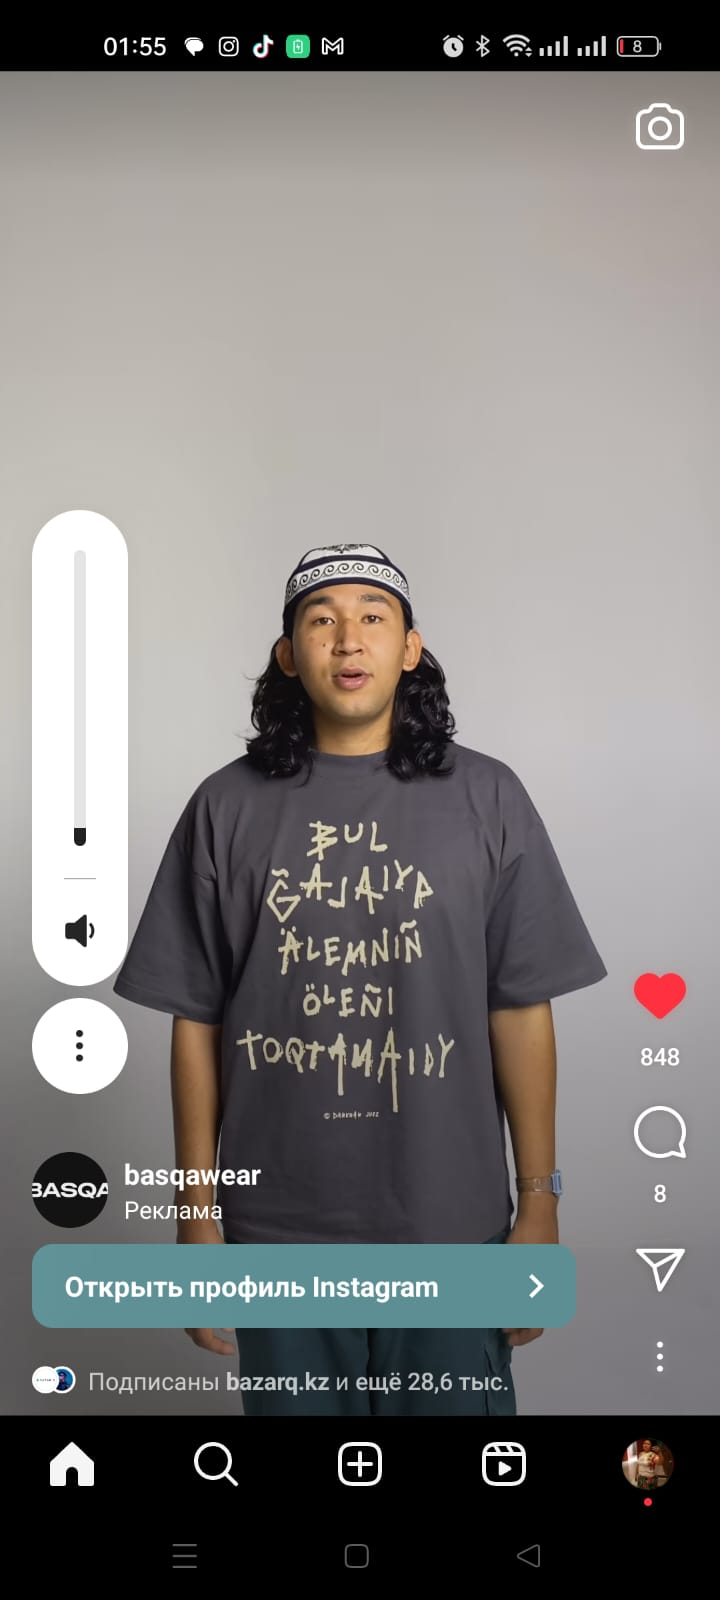 01:55
8
BUL
ĞAJAIYP
ÄLEMNIÑ
ÖLEÑI
TOQTAMAIDY
848
8
BASQA
basqawear
Реклама
Открыть профиль Instagram
Подписаны bazarq.kz и ещё 28,6 тыс.